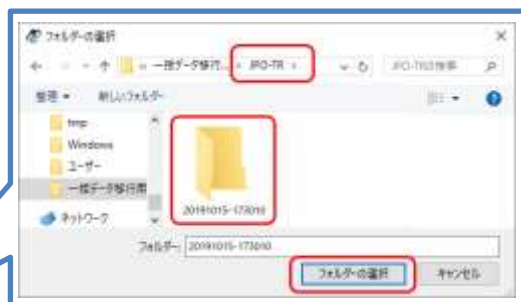 フォルダーの選択
一括データ移行... › JPO-TR ›
JPO-TRの検索
整理 新しいフォルダー
tmp
Windows
ユーザー
一括データ移行用
ネットワーク
20191015-173010
フォルダー: 20191015-173010
フォルダーの選択 キャンセル